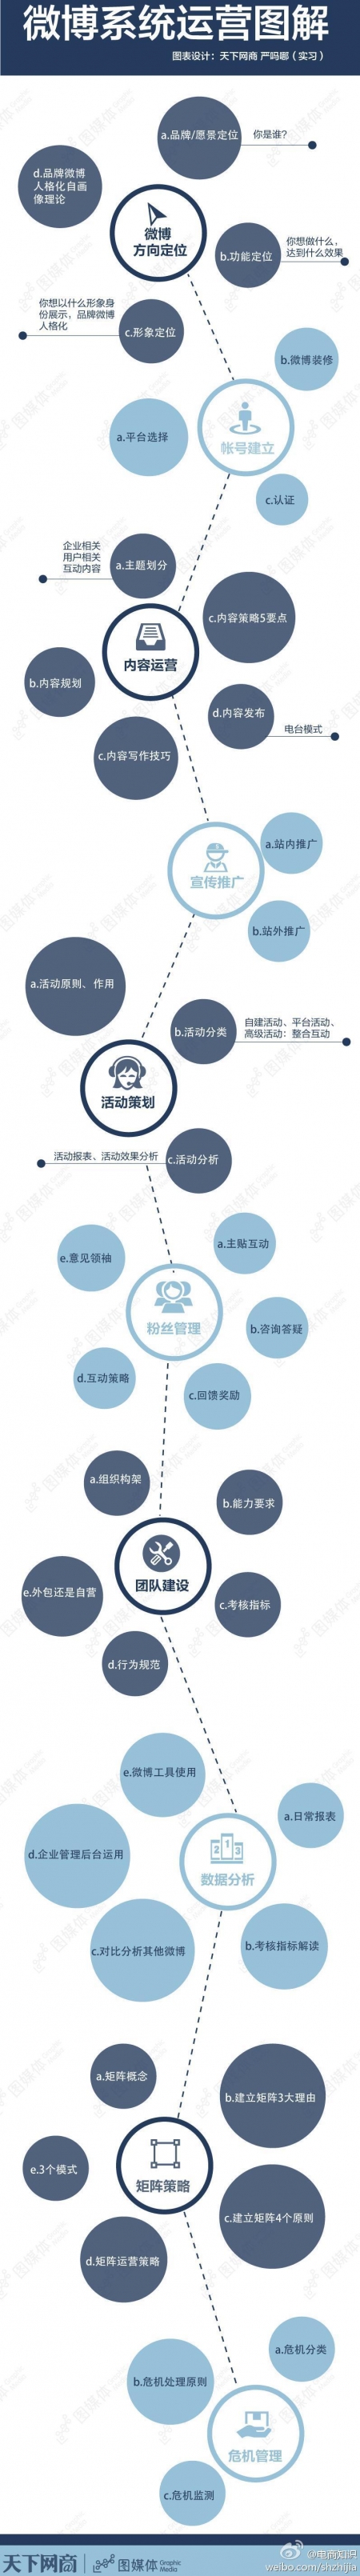 微博系统运营图解
图表设计：天下网商 严吗哪（实习）
a.品牌/愿景定位
你是谁?
d.品牌微博
人格化自画
像理论
微博
方向定位
b.功能定位
你想做什么，
达到什么效果
你想以什么形象身
份展示，品牌微博
人格化
c.形象定位
b.微博装修
a.平台选择
帐号建立
c.认证
企业相关
用户相关
互动内容
a.主题划分
c.内容策略5要点
内容运营
b.内容规划
d.内容发布
电台模式
c.内容写作技巧
a.站内推广
宣传推广
b.站外推广
a.活动原则、作用
b.活动分类
自建活动、平台活动、
高级活动：整合互动
活动策划
活动报表、活动效果分析
c.活动分析
a.主贴互动
e.意见领袖
粉丝管理
b.咨询答疑
d.互动策略
c.回馈奖励
a.组织构架
b.能力要求
团队建设
e.外包还是自营
c.考核指标
d.行为规范
e.微博工具使用
a.日常报表
d.企业管理后台运用
数据分析
c.对比分析其他微博
b.考核指标解读
a.矩阵概念
b.建立矩阵3大理由
e.3个模式
矩阵策略
c.建立矩阵4个原则
d.矩阵运营策略
a.危机分类
b.危机处理原则
危机管理
c.危机监测
天下网商
图媒体
Graphic
Media
@电商知识
weibo.com/shzhijia